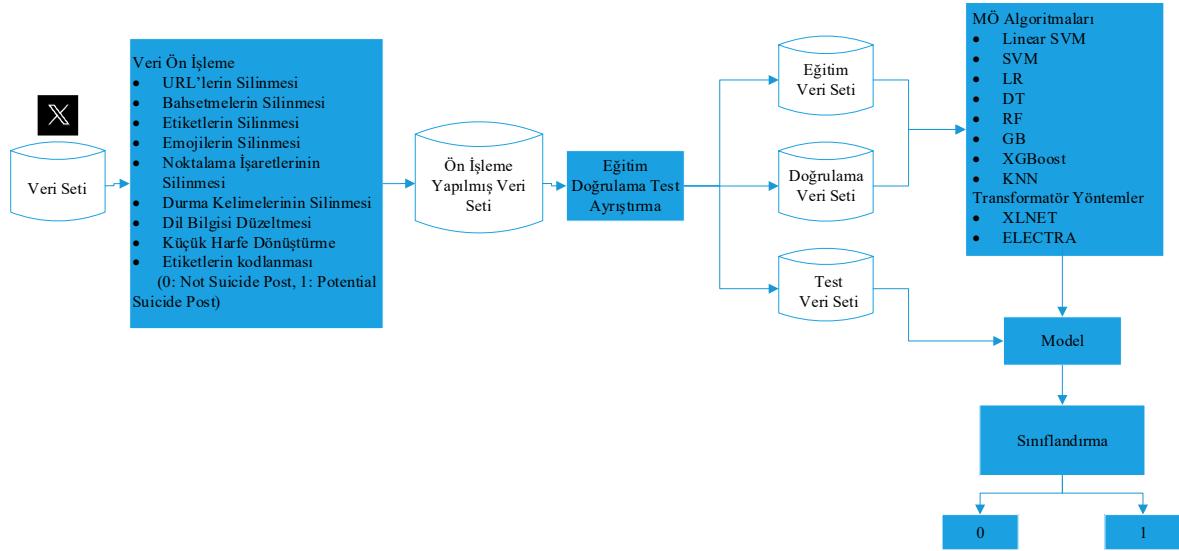 Veri Seti
Veri Ön İşleme
• URL'lerin Silinmesi
• Bahsetmelerin Silinmesi
• Etiketlerin Silinmesi
• Emojilerin Silinmesi
• Noktalama İşaretlerinin
Silinmesi
• Durma Kelimelerinin Silinmesi
• Dil Bilgisi Düzeltmesi
• Küçük Harfe Dönüştürme
• Etiketlerin kodlanması
(0: Not Suicide Post, 1: Potential
Suicide Post)
Ön İşleme
Yapılmış Veri
Seti
Eğitim
Doğrulama Test
Ayrıştırma
Eğitim
Veri Seti
Doğrulama
Veri Seti
Test
Veri Seti
MÖ Algoritmaları
• Linear SVM
• SVM
• LR
• DT
• RF
• GB
• XGBoost
• KNN
Transformatör Yöntemler
• XLNET
• ELECTRA
Model
Sınıflandırma
0
1